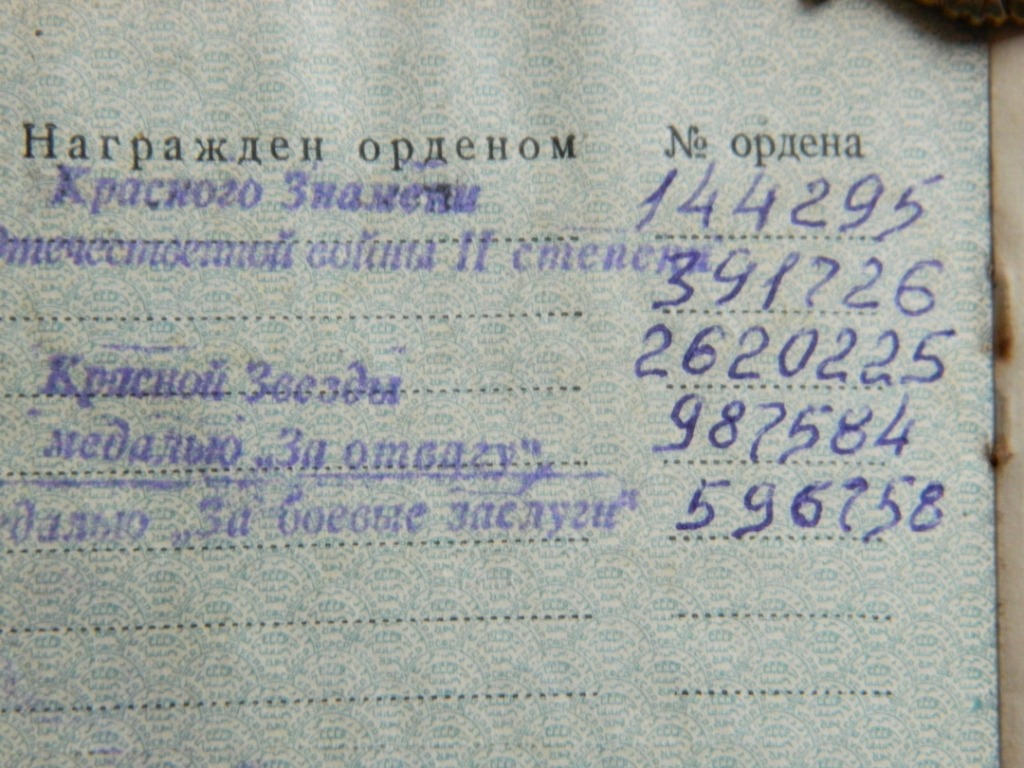 Награжден орденом № ордена
Красного Знамени 144295
Отечественной войны II степени 391726
Красной Звезды 2620225
медалью „За отвагу“ 987584
едалью „За боевые заслуги“ 596758